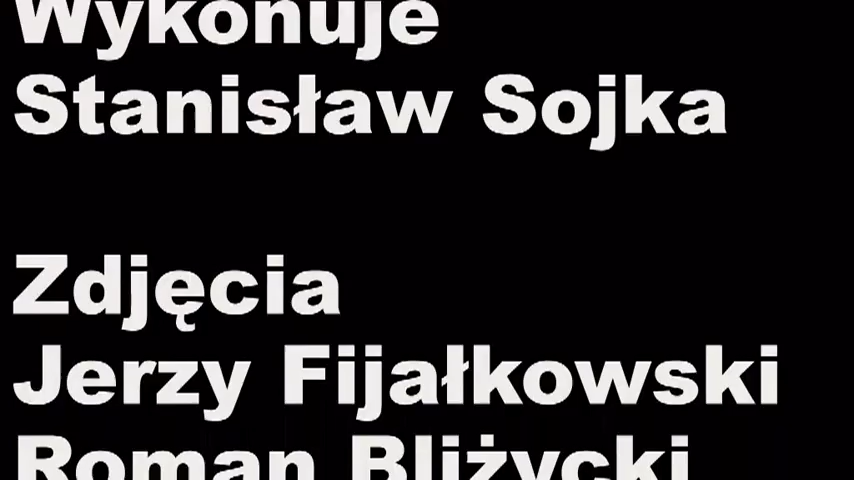 Wykonuje
Stanisław Sojka
Zdjęcia
Jerzy Fijałkowski
Roman Bliżycki